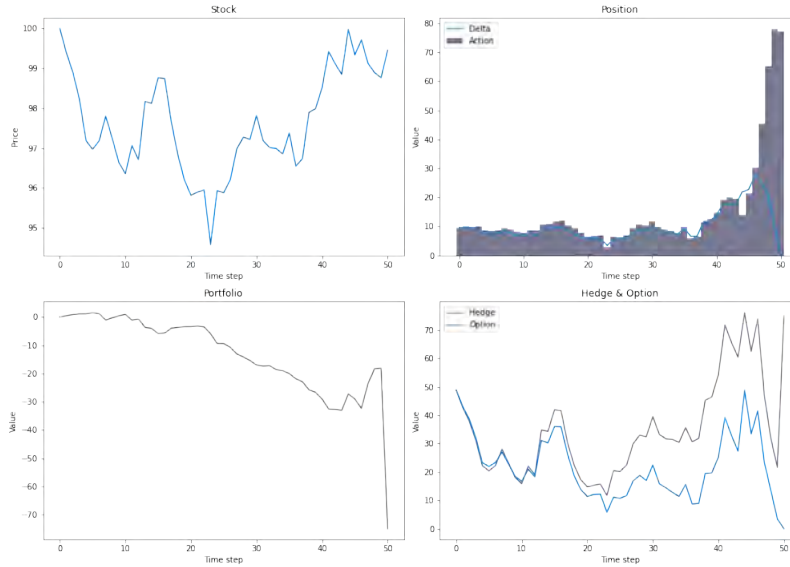 Stock
Price
100
99
98
97
96
95
0 10 20 30 40 50
Time step
Position
Value
80
70
60
50
40
30
20
10
0
Delta
Action
0 10 20 30 40 50
Time step
Portfolio
Value
0
−10
−20
−30
−40
−50
−60
−70
0 10 20 30 40 50
Time step
Hedge & Option
Value
70
60
50
40
30
20
10
0
Hedge
Option
0 10 20 30 40 50
Time step